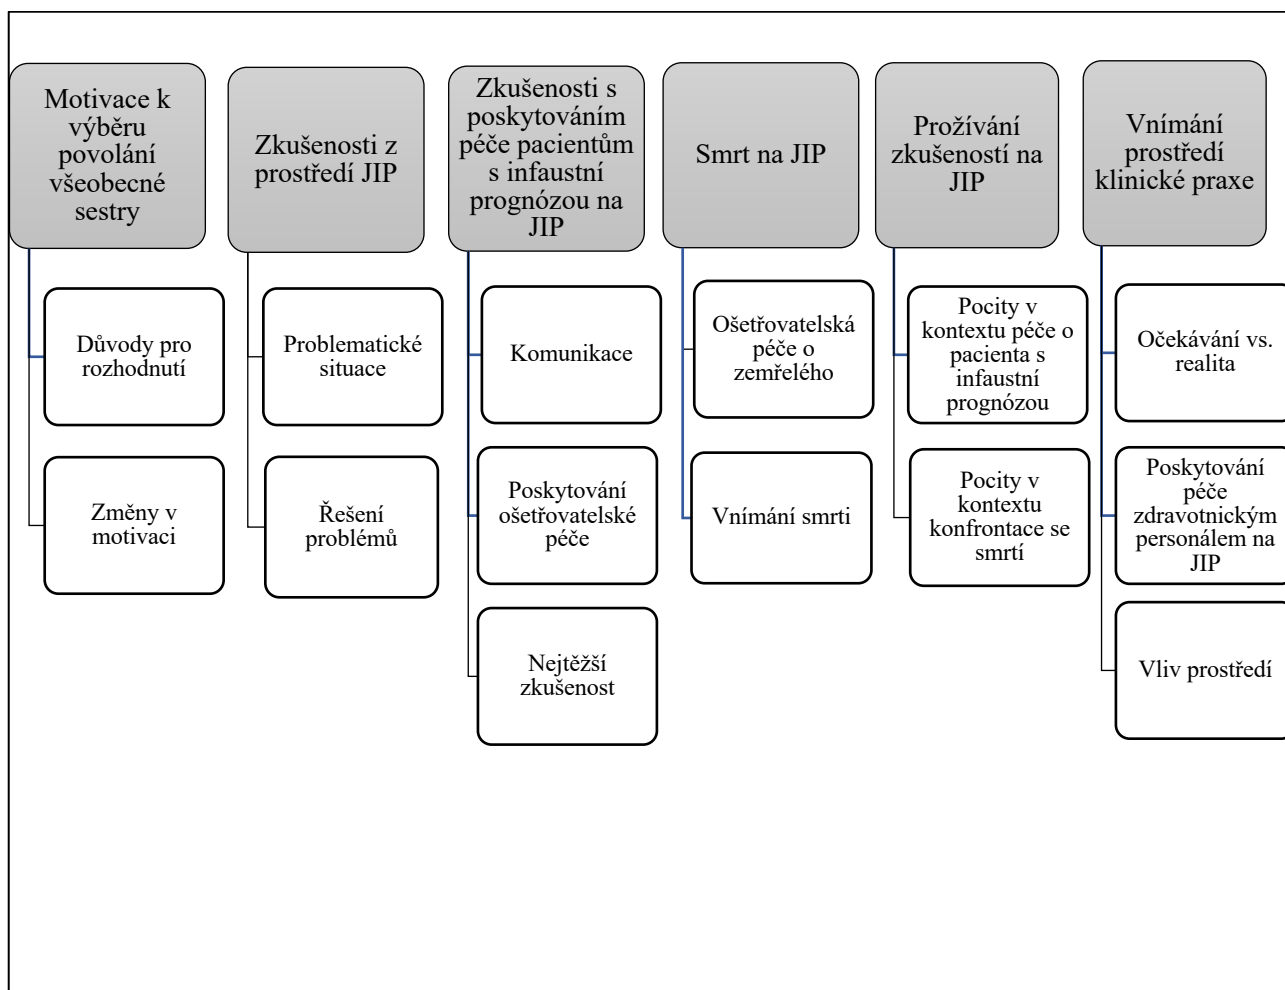 Motivace k
výběru
povolání
všeobecné
sestry
Důvody pro
rozhodnutí
Změny v
motivaci
Zkušenosti z
prostředí JIP
Problematické
situace
Řešení
problémů
Zkušenosti s
poskytováním
péče pacientům
s infaustní
prognózou na
JIP
Komunikace
Poskytování
ošetřovatelské
péče
Nejtěžší
zkušenost
Smrt na JIP
Ošetřovatelská
péče o
zemřelého
Vnímání smrti
Prožívání
zkušeností na
JIP
Pocity v
kontextu péče o
pacienta s
infaustní
prognózou
Pocity v
kontextu
konfrontace se
smrtí
Vnímání
prostředí
klinické praxe
Očekávání vs.
realita
Poskytování
péče
zdravotnickým
personálem na
JIP
Vliv prostředí